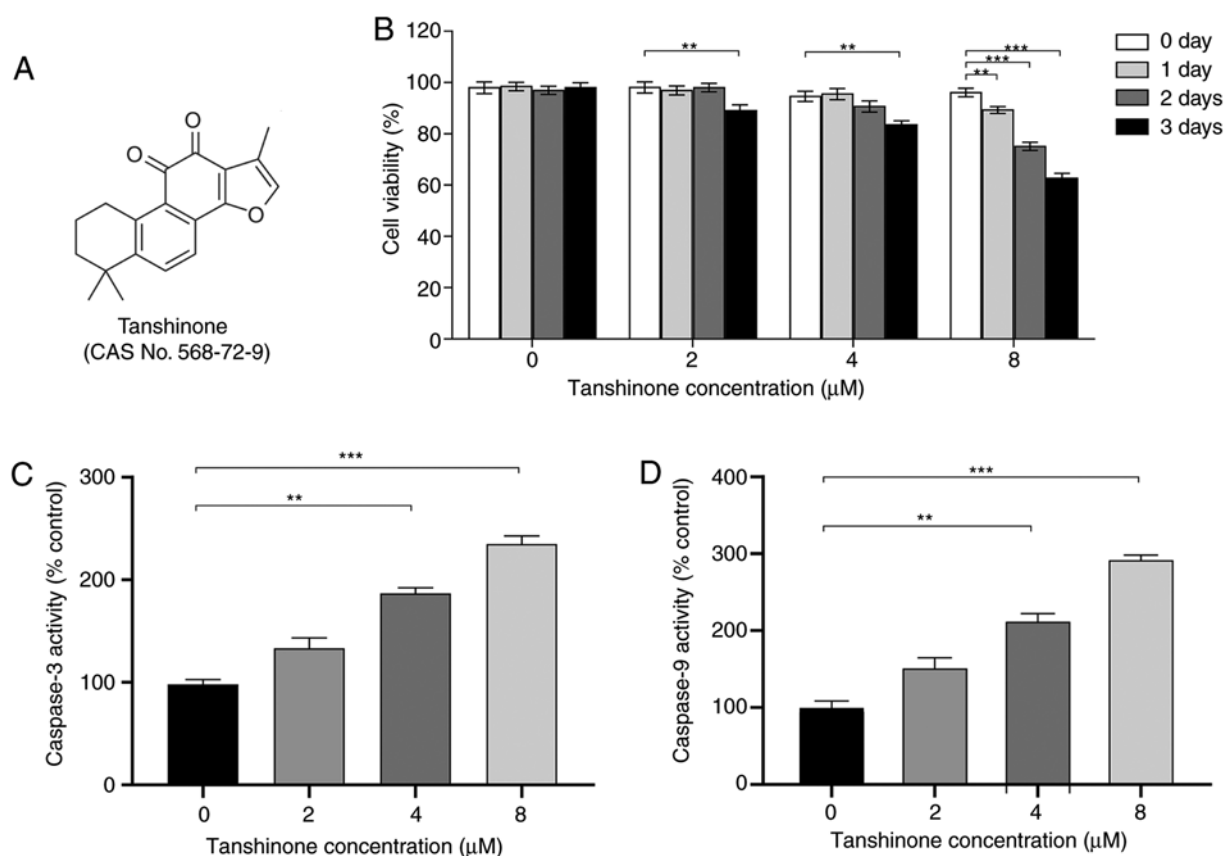 A
O
O
O
Tanshinone
(CAS No. 568-72-9)
B
Cell viability (%)
120
100
80
60
40
20
0
**
**
***
***
**
0 day
1 day
2 days
3 days
0 2 4 8
Tanshinone concentration (μM)
C
Caspase-3 activity (% control)
300
200
100
0
***
**
0 2 4 8
Tanshinone concentration (μM)
D
Caspase-9 activity (% control)
400
300
200
100
0
***
**
0 2 4 8
Tanshinone concentration (μM)